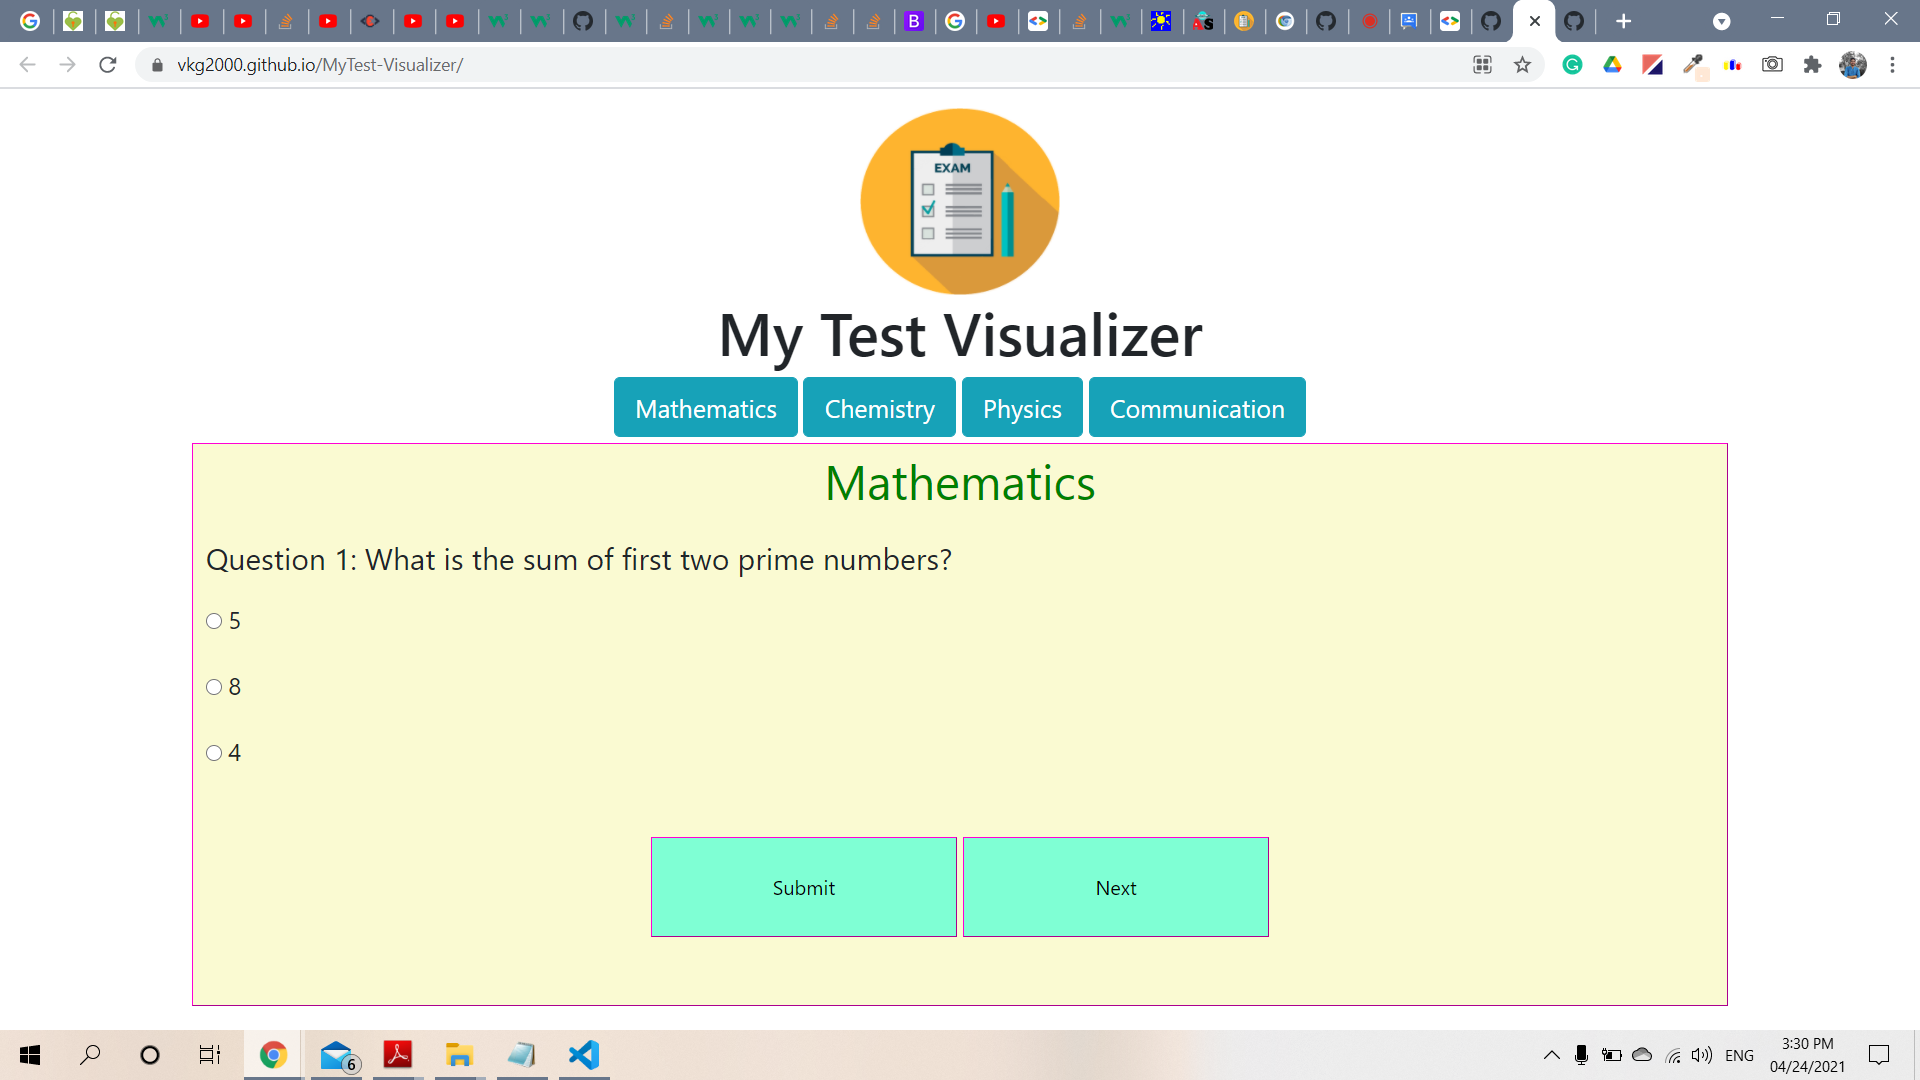 vkg2000.github.io/MyTest-Visualizer/
EXAM
My Test Visualizer
Mathematics Chemistry Physics Communication
Mathematics
Question 1: What is the sum of first two prime numbers?
5
8
4
Submit Next
6
ENG
3:30 PM
04/24/2021